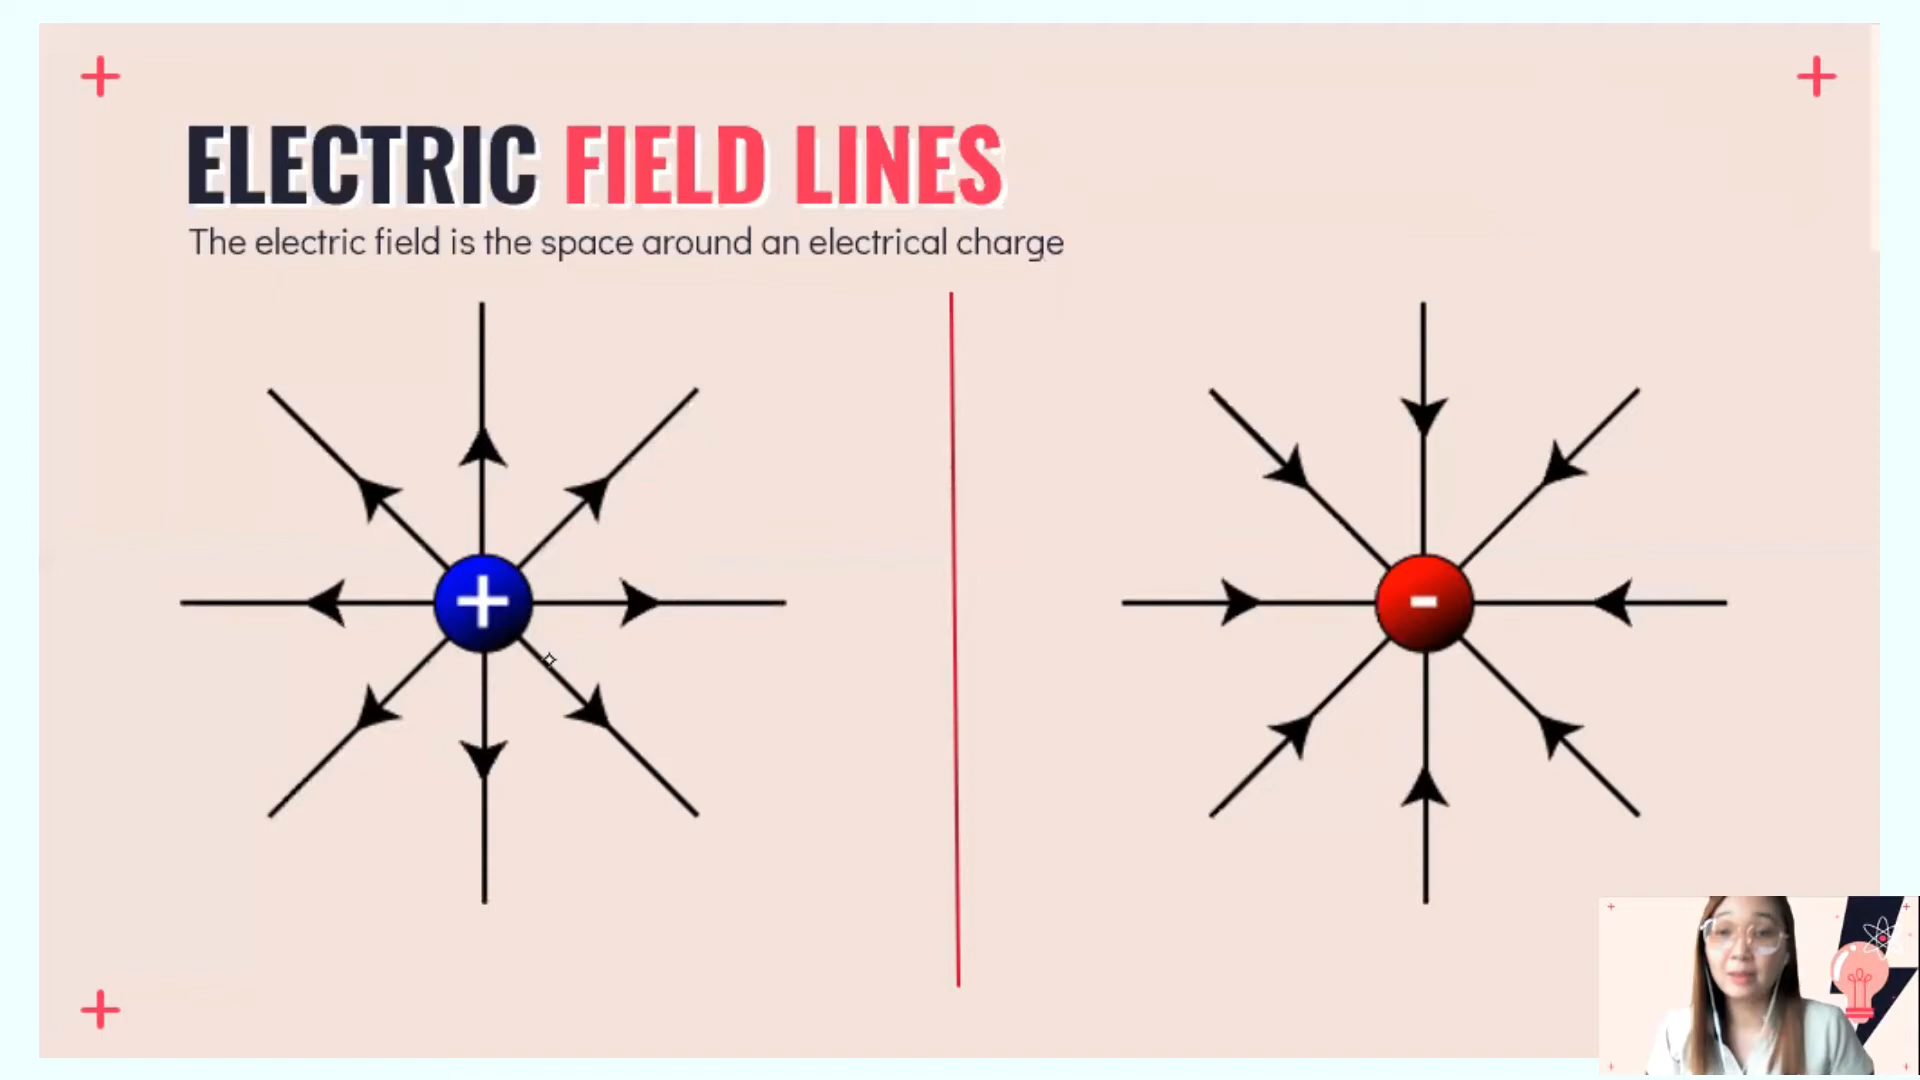 ELECTRIC FIELD LINES
The electric field is the space around an electrical charge
+
-